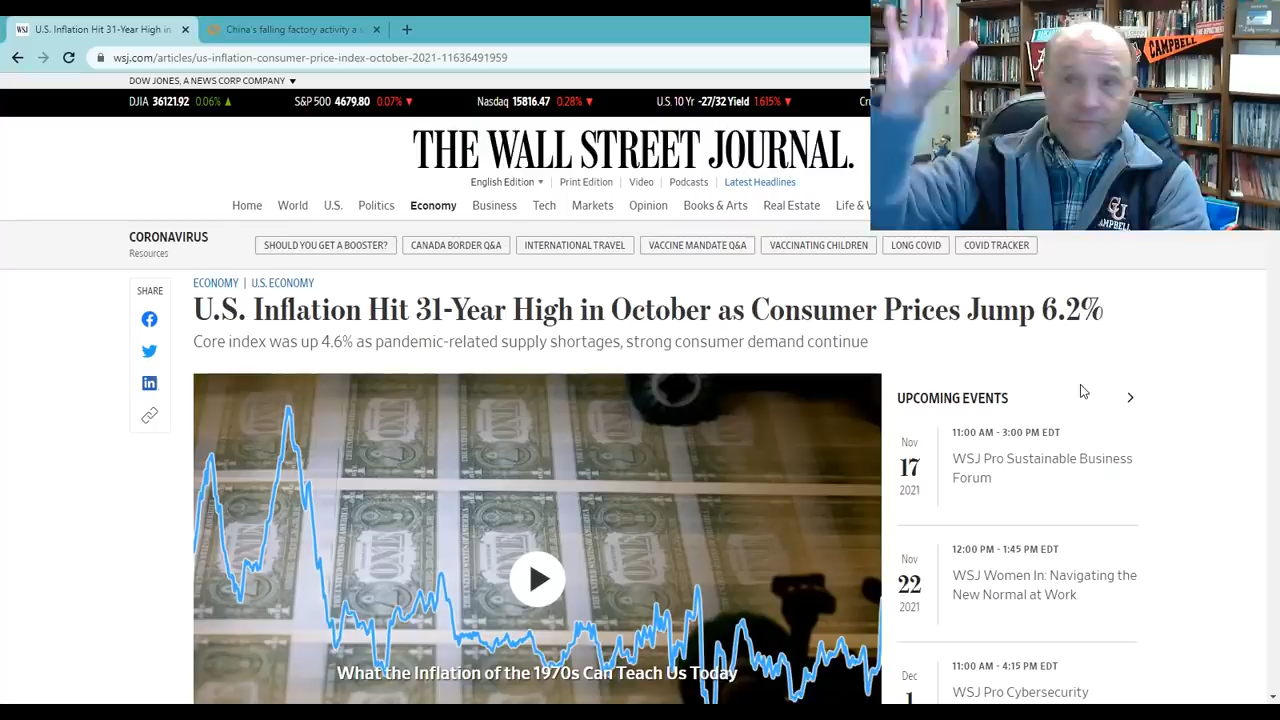 U.S. Inflation Hit 31-Year High in
China's falling factory activity a s
wsj.com/articles/us-inflation-consumer-price-index-october-2021-11636491959
DOW JONES, A NEWS CORP COMPANY
DJIA 36121.92 0.06% ▲ S&P 500 4679.80 0.07% ▼ Nasdaq 15816.47 0.28% ▼ U.S. 10 Yr -27/32 Yield 1.615% ▼ Cru
THE WALL STREET JOURNAL.
English Edition Print Edition Video Podcasts Latest Headlines
Home World U.S. Politics Economy Business Tech Markets Opinion Books & Arts Real Estate Life & W
CORONAVIRUS
Resources
SHOULD YOU GET A BOOSTER? CANADA BORDER Q&A INTERNATIONAL TRAVEL VACCINE MANDATE Q&A VACCINATING CHILDREN LONG COVID COVID TRACKER
SHARE
ECONOMY | U.S. ECONOMY
U.S. Inflation Hit 31-Year High in October as Consumer Prices Jump 6.2%
Core index was up 4.6% as pandemic-related supply shortages, strong consumer demand continue
What the Inflation of the 1970s Can Teach Us Today
UPCOMING EVENTS
Nov
17
2021
11:00 AM - 3:00 PM EDT
WSJ Pro Sustainable Business
Forum
Nov
22
2021
12:00 PM - 1:45 PM EDT
WSJ Women In: Navigating the
New Normal at Work
Dec
1
11:00 AM - 4:15 PM EDT
WSJ Pro Cybersecurity
CAMPBELL
CU
CAMPBELL